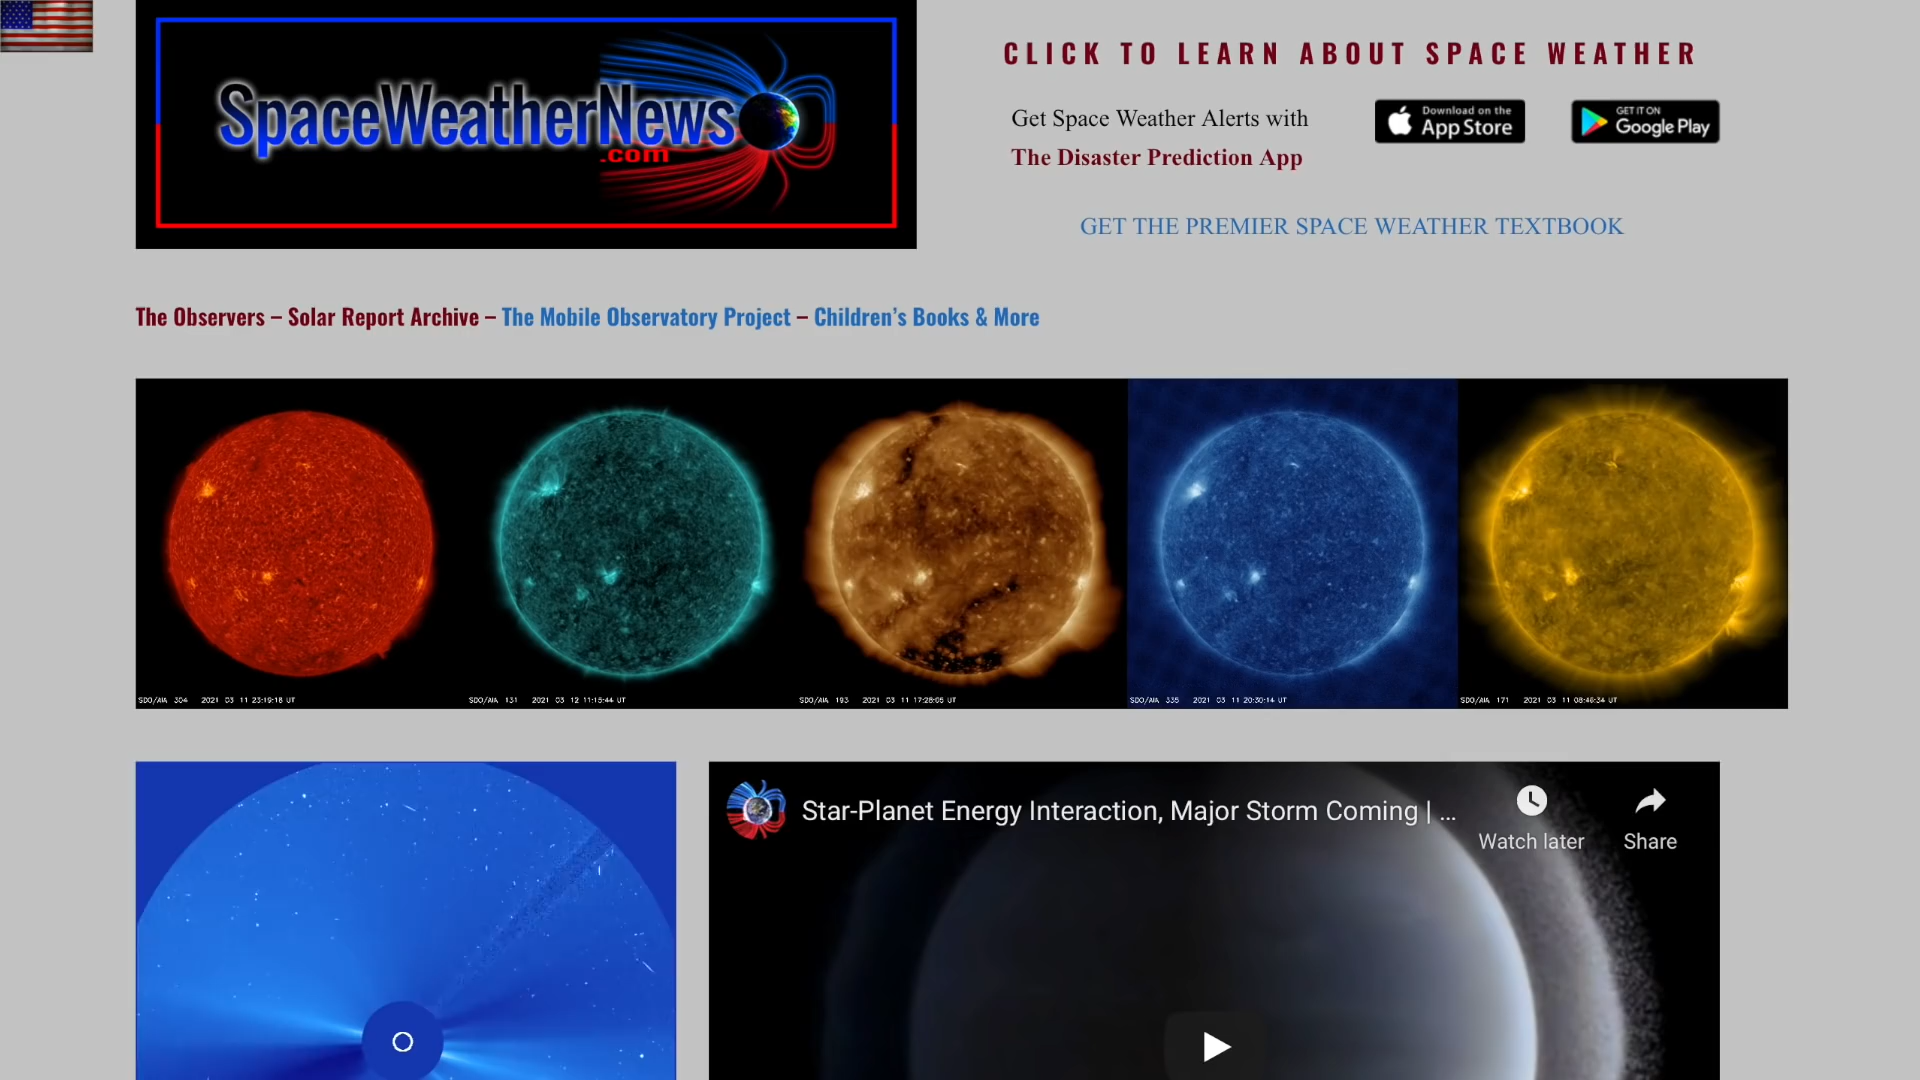 SpaceWeatherNews
.com
CLICK TO LEARN ABOUT SPACE WEATHER
Get Space Weather Alerts with
The Disaster Prediction App
Download on the
App Store
GET IT ON
Google Play
GET THE PREMIER SPACE WEATHER TEXTBOOK
The Observers – Solar Report Archive – The Mobile Observatory Project – Children’s Books & More
SDO/AIA 304 2021 03 11 23:19:18 UT
SDO/AIA 131 2021 03 12 11:15:44 UT
SDO/AIA 193 2021 03 11 17:28:05 UT
SDO/AIA 335 2021 03 11 20:30:14 UT
SDO/AIA 171 2021 03 11 08:46:34 UT
Star-Planet Energy Interaction, Major Storm Coming | ...
Watch later
Share